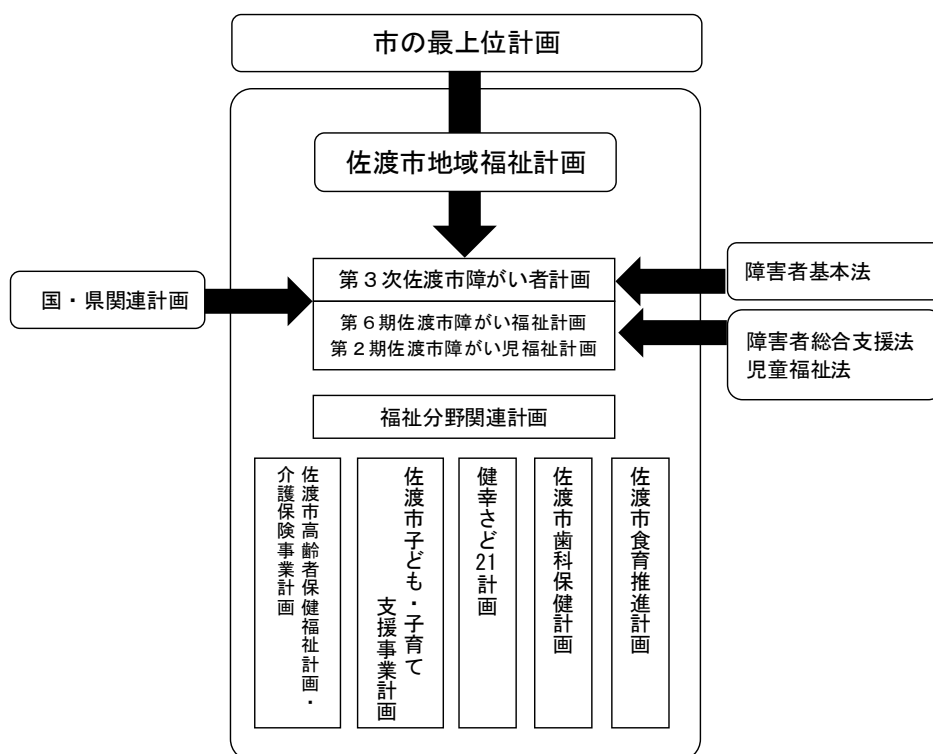 市の最上位計画
佐渡市地域福祉計画
第3次佐渡市障がい者計画
第6期佐渡市障がい福祉計画
第2期佐渡市障がい児福祉計画
国・県関連計画
障害者基本法
障害者総合支援法
児童福祉法
福祉分野関連計画
佐渡市高齢者保健福祉計画・
介護保険事業計画
佐渡市子ども・子育て
支援事業計画
健幸さど21計画
佐渡市歯科保健計画
佐渡市食育推進計画